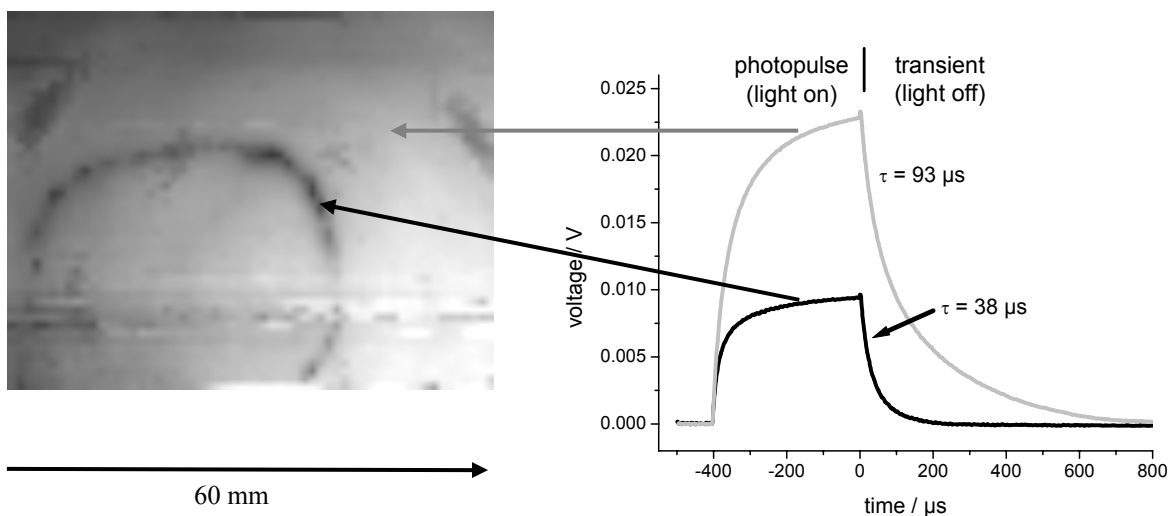 photopulse
(light on)
transient
(light off)
0.025
0.020
0.015
0.010
0.005
0.000
voltage / V
τ = 93 µs
τ = 38 µs
-400 -200 0 200 400 600 800
time / µs
60 mm